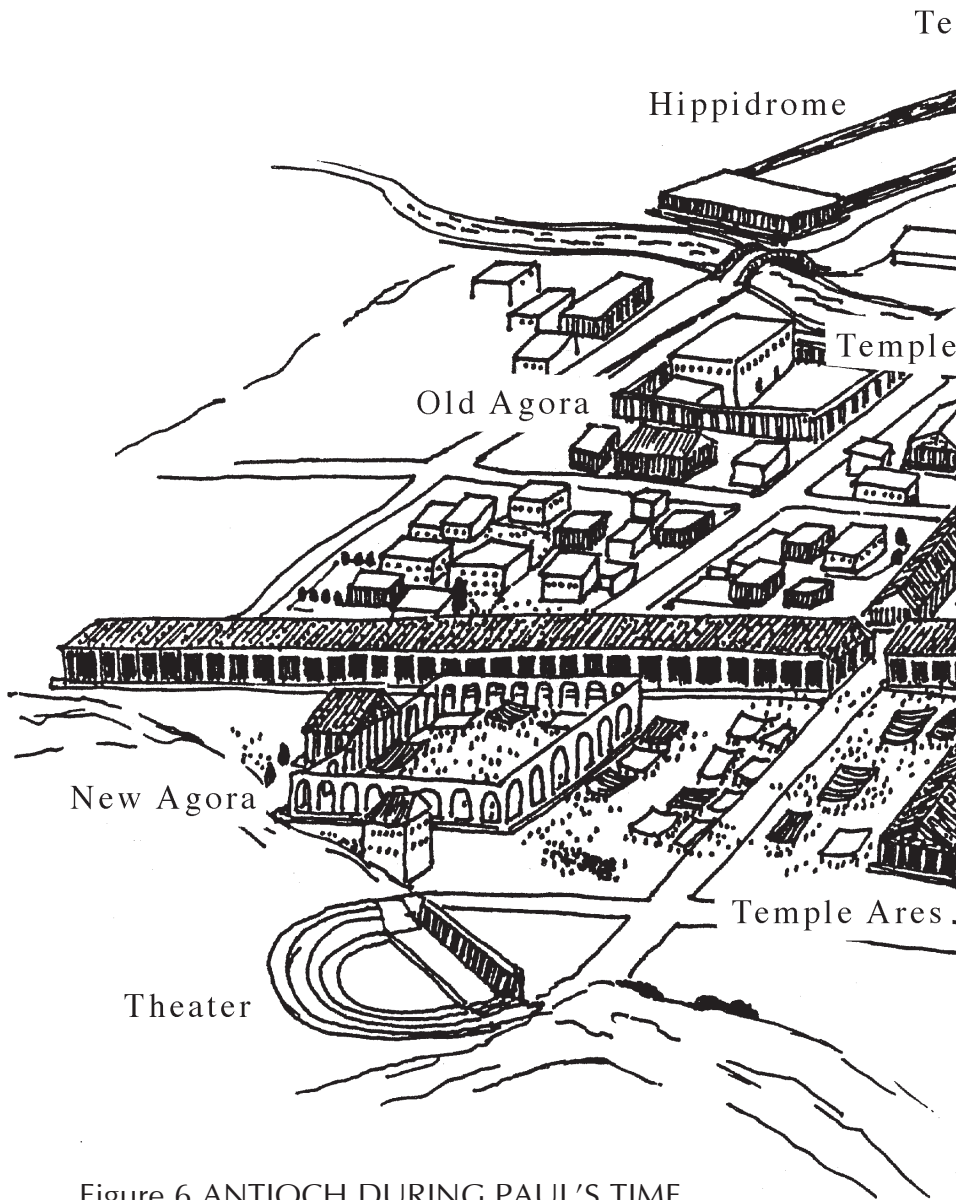 Te
Hippidrome
Temple
Old Agora
New Agora
Temple Ares
Theater
Figure 6 ANTIOCH DURING PAUL'S TIME